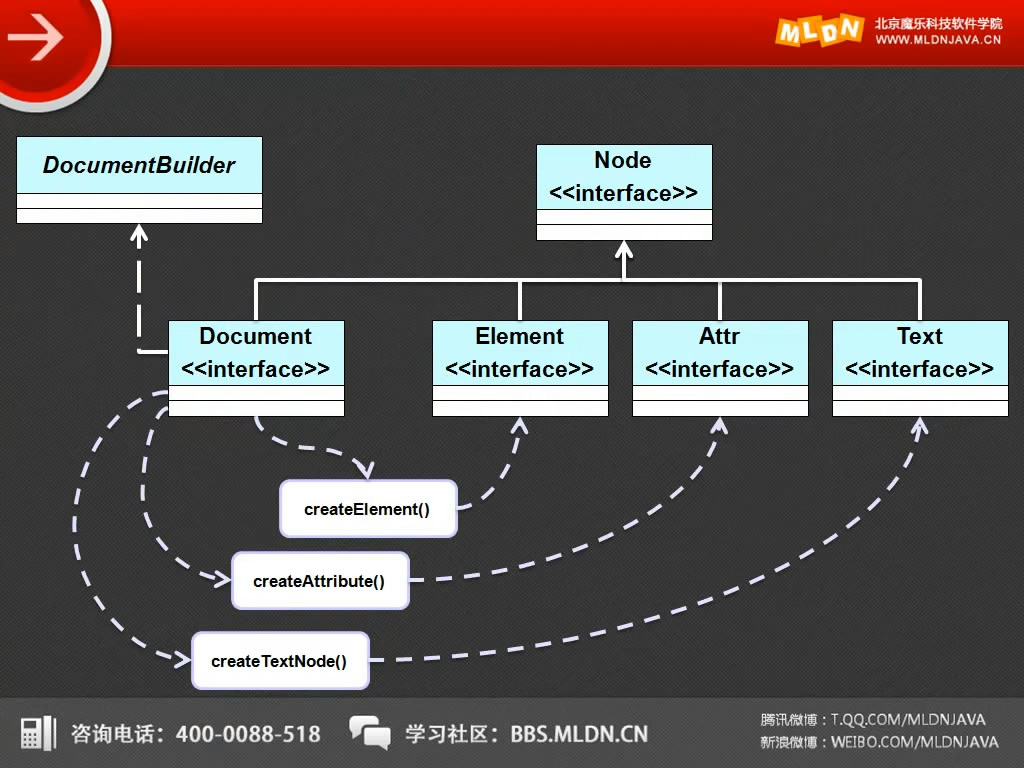 MLDN
北京魔乐科技软件学院
WWW.MLDNJAVA.CN
DocumentBuilder
Node
<<interface>>
Document
<<interface>>
Element
<<interface>>
Attr
<<interface>>
Text
<<interface>>
createElement()
createAttribute()
createTextNode()
咨询电话：400-0088-518
学习社区：BBS.MLDN.CN
腾讯微博：T.QQ.COM/MLDNJAVA
新浪微博：WEIBO.COM/MLDNJAVA